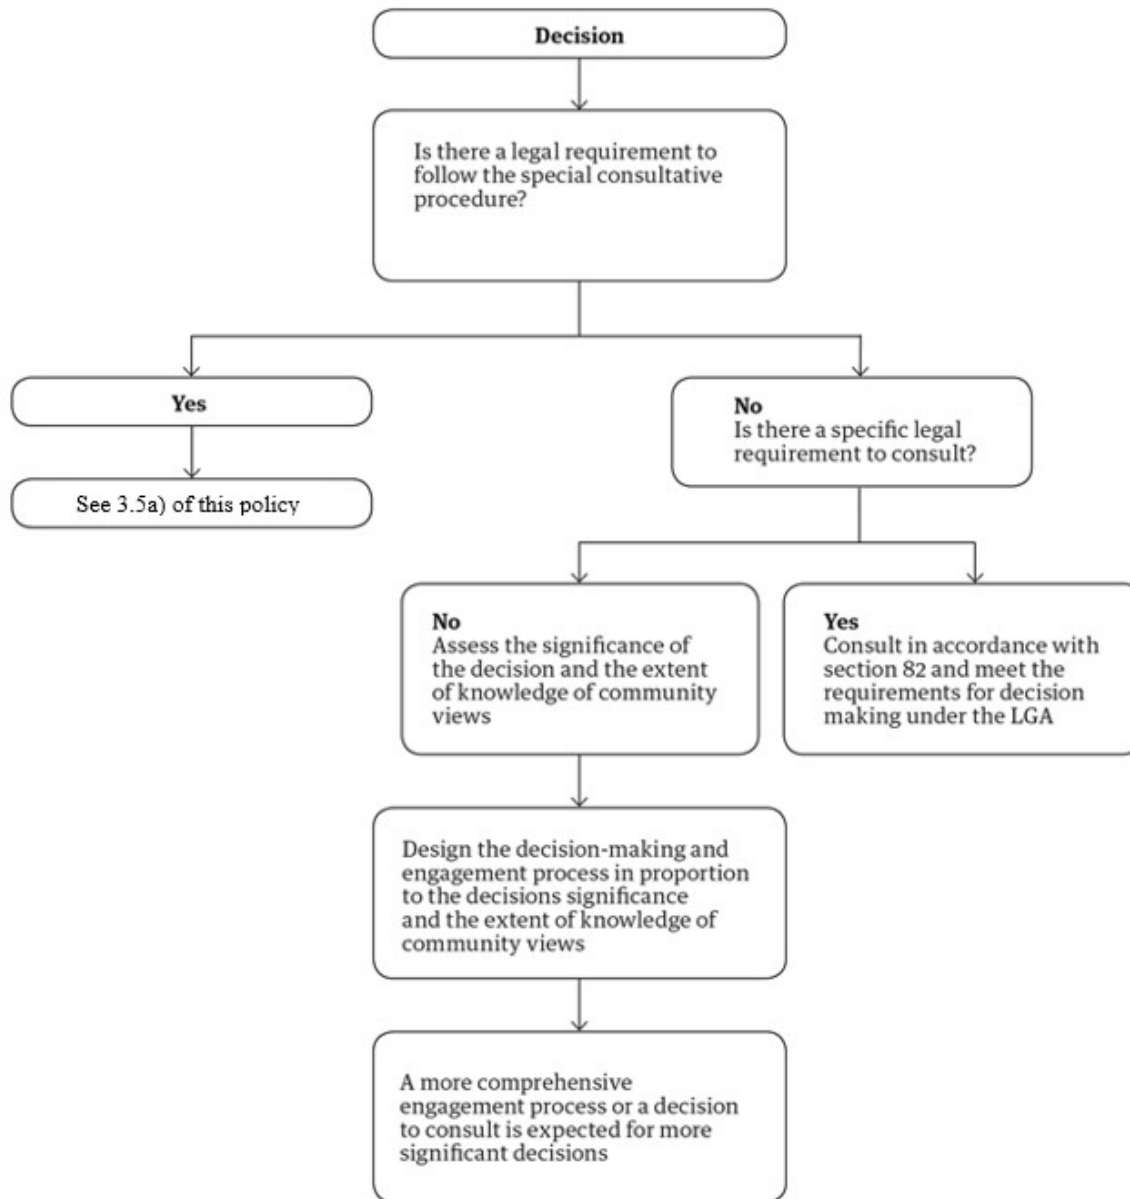 Decision
Is there a legal requirement to
follow the special consultative
procedure?
Yes
See 3.5a) of this policy
No
Is there a specific legal
requirement to consult?
No
Assess the significance of
the decision and the extent
of knowledge of community
views
Yes
Consult in accordance with
section 82 and meet the
requirements for decision
making under the LGA
Design the decision-making and
engagement process in proportion
to the decisions significance
and the extent of knowledge of
community views
A more comprehensive
engagement process or a decision
to consult is expected for more
significant decisions